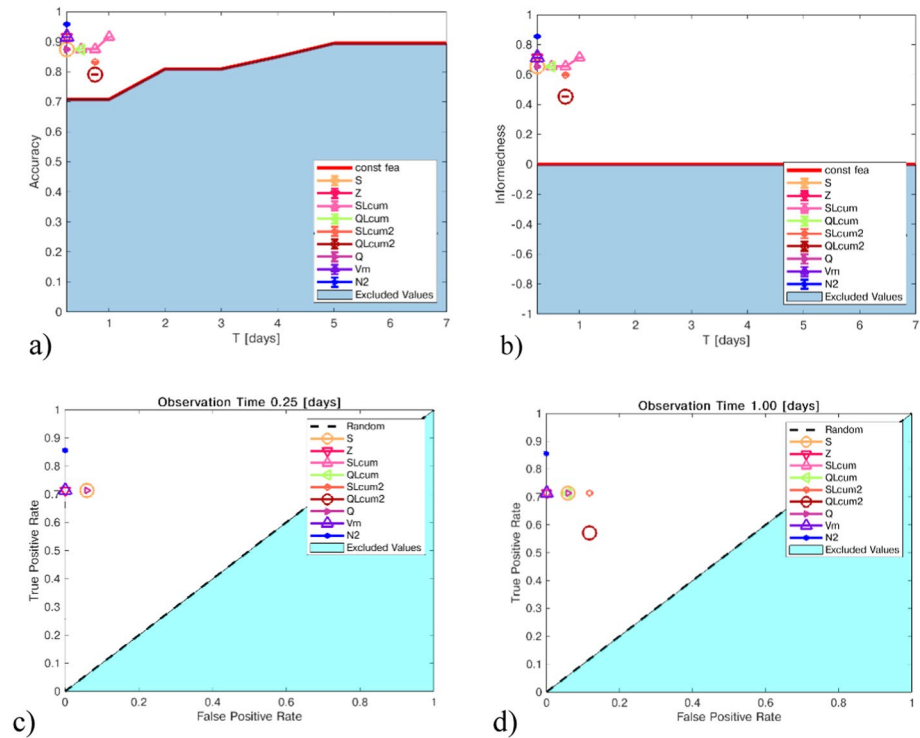 1
0.9
0.8
0.7
0.6
0.5
0.4
0.3
0.2
0.1
0
Accuracy
1 2 3 4 5 6 7
T [days]
const fea
S
Z
SLcum
QLcum
SLcum2
QLcum2
Q
Vm
N2
Excluded Values
a)
1
0.8
0.6
0.4
0.2
0
-0.2
-0.4
-0.6
-0.8
-1
Informedness
1 2 3 4 5 6 7
T [days]
const fea
S
Z
SLcum
QLcum
SLcum2
QLcum2
Q
Vm
N2
Excluded Values
b)
Observation Time 0.25 [days]
1
0.9
0.8
0.7
0.6
0.5
0.4
0.3
0.2
0.1
0
True Positive Rate
0 0.2 0.4 0.6 0.8 1
False Positive Rate
Random
S
Z
SLcum
QLcum
SLcum2
QLcum2
Q
Vm
N2
Excluded Values
c)
Observation Time 1.00 [days]
1
0.9
0.8
0.7
0.6
0.5
0.4
0.3
0.2
0.1
0
True Positive Rate
0 0.2 0.4 0.6 0.8 1
False Positive Rate
Random
S
Z
SLcum
QLcum
SLcum2
QLcum2
Q
Vm
N2
Excluded Values
d)